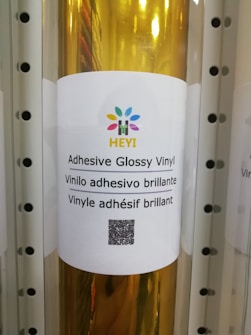 HEYI
Adhesive Glossy Vinyl
Vinilo adhesivo brillante
Vinyle adhésif brillant